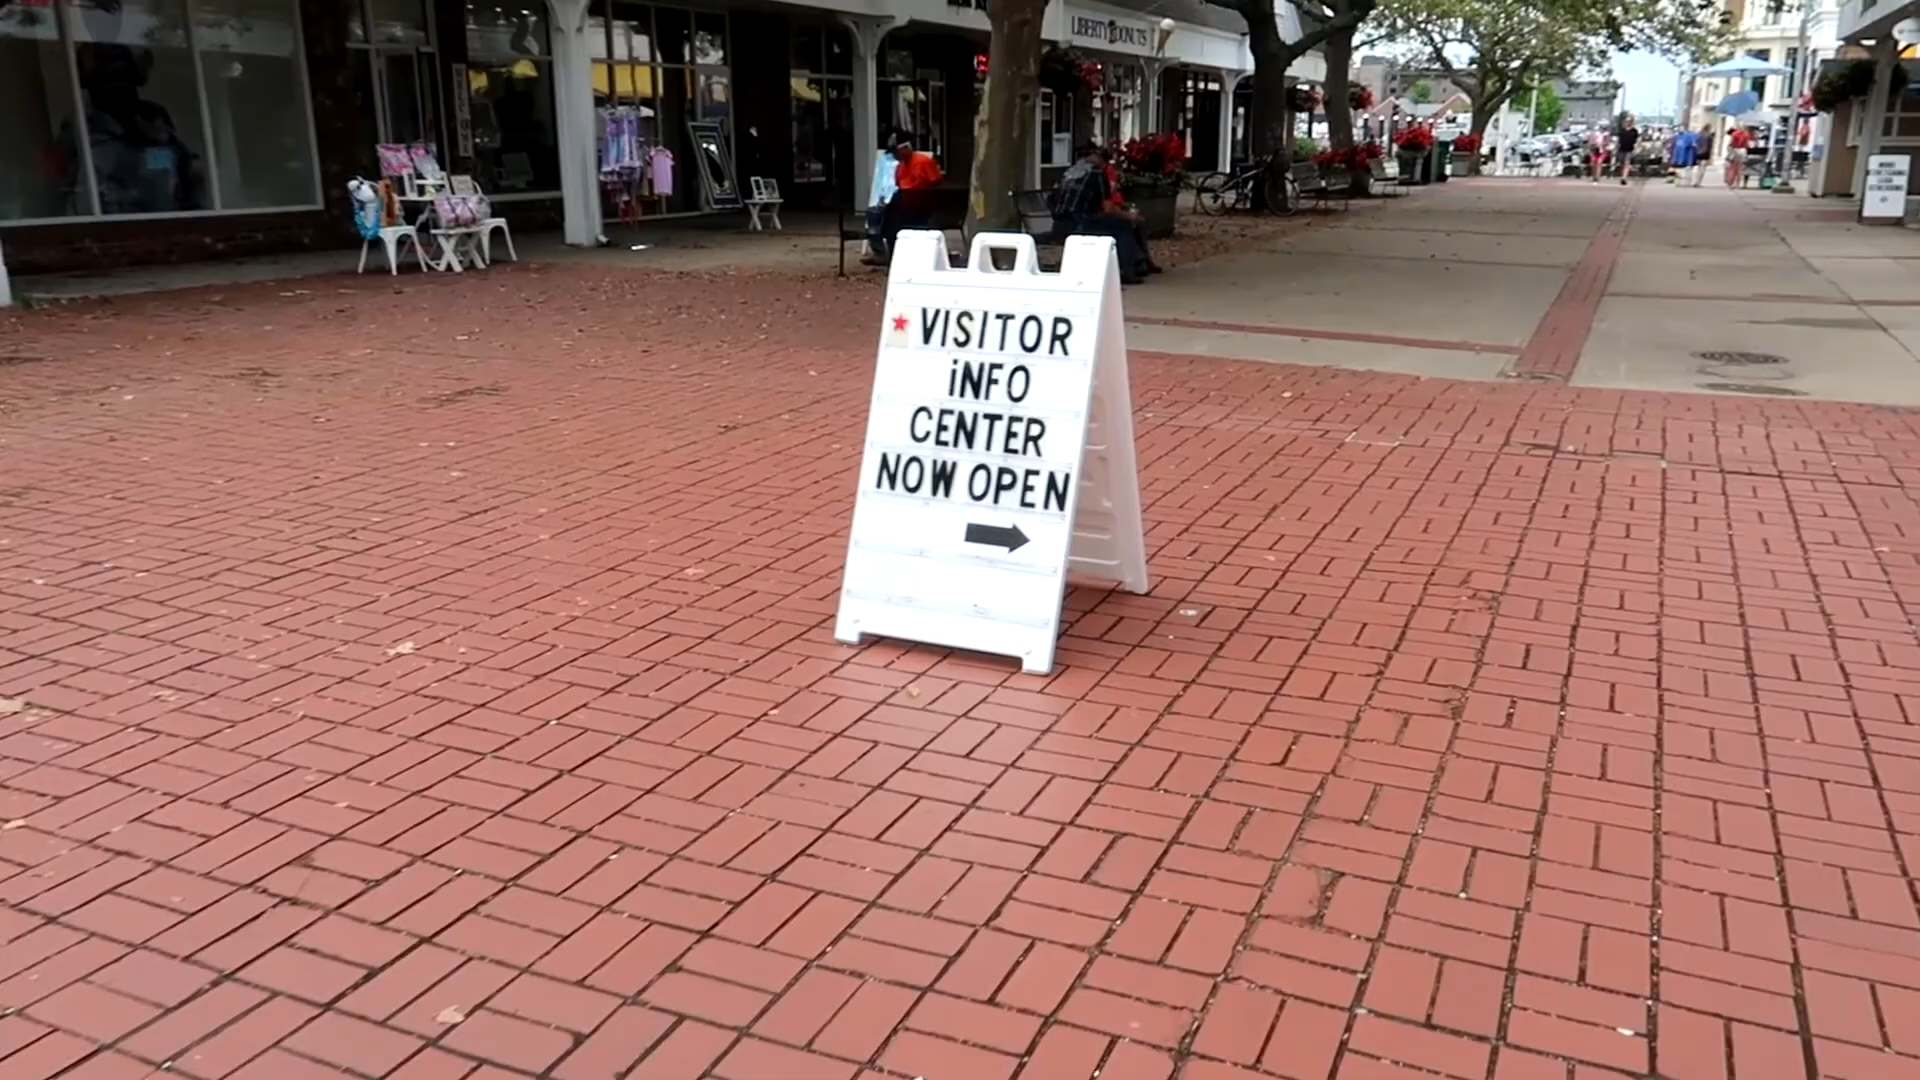 LIBERTY DONUTS
VISITOR
iNFO
CENTER
NOW OPEN